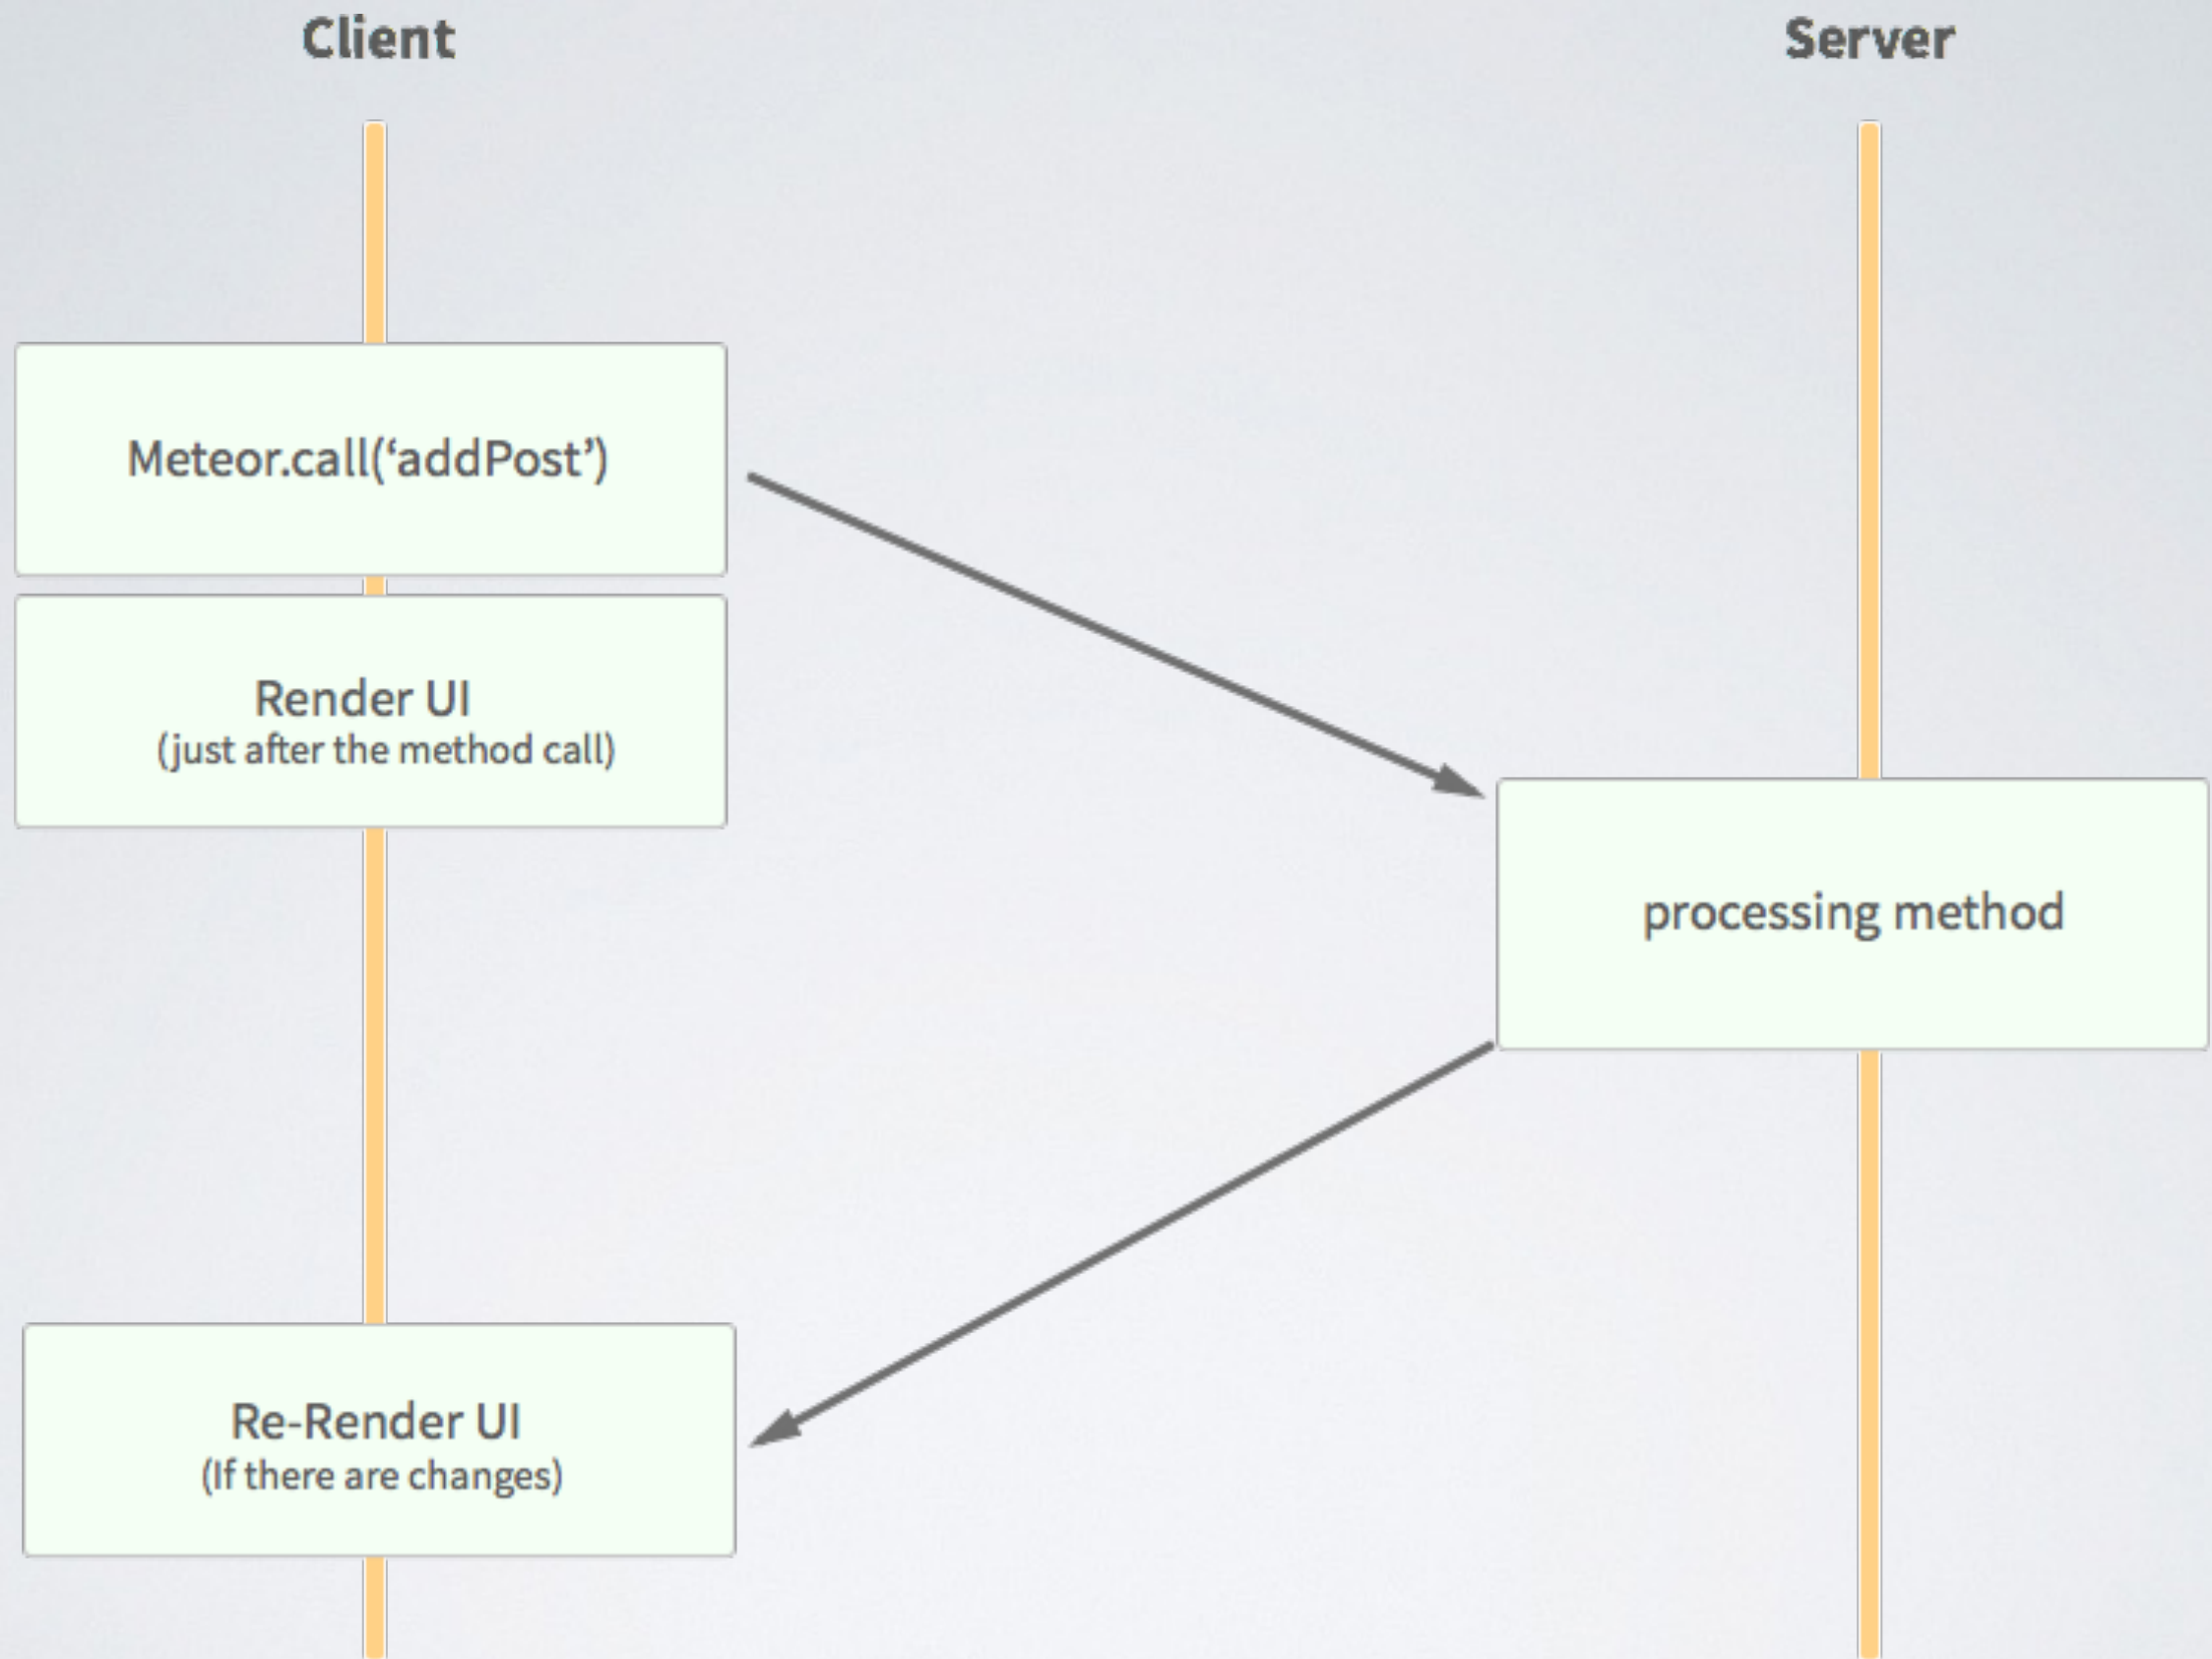 Client
Server
Meteor.call(‘addPost’)
Render UI
(just after the method call)
processing method
Re-Render UI
(If there are changes)